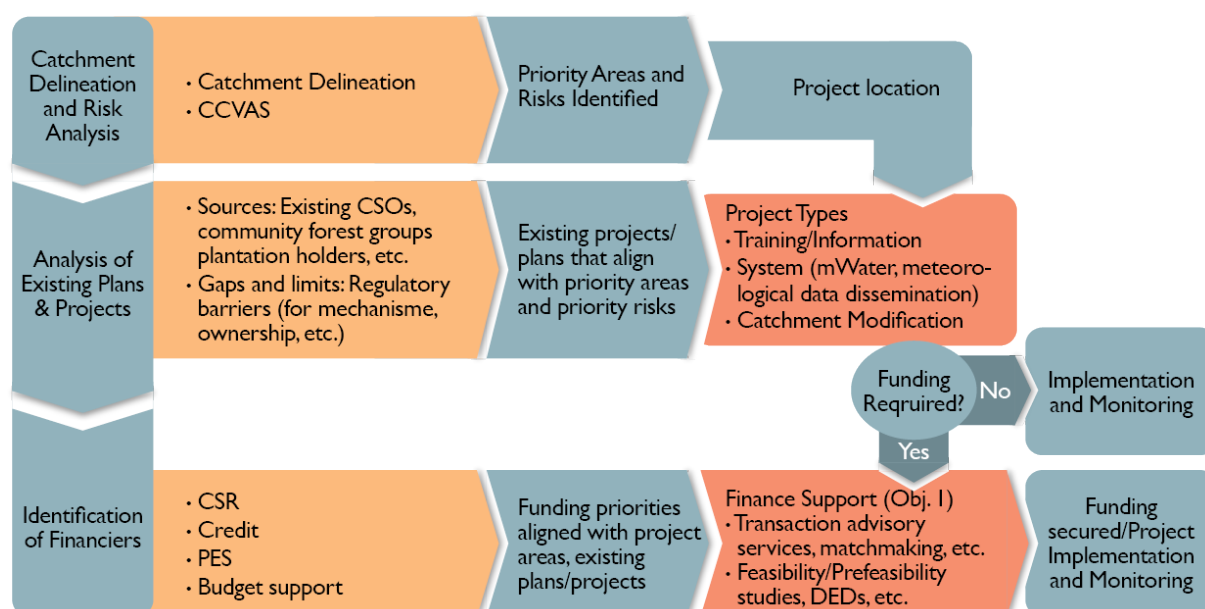 Catchment
Delineation
and Risk
Analysis
• Catchment Delineation
• CCVAS
Priority Areas and
Risks Identified
Project location
Analysis of
Existing Plans
& Projects
• Sources: Existing CSOs,
community forest groups
plantation holders, etc.
• Gaps and limits: Regulatory
barriers (for mechanisme,
ownership, etc.)
Existing projects/
plans that align
with priority areas
and priority risks
Project Types
• Training/Information
• System (mWater, meteoro-
logical data dissemination)
• Catchment Modification
Funding
Reqruired?
No
Implementation
and Monitoring
Yes
Identification
of Financiers
• CSR
• Credit
• PES
• Budget support
Funding priorities
aligned with project
areas, existing
plans/projects
Finance Support (Obj. 1)
• Transaction advisory
services, matchmaking, etc.
• Feasibility/Prefeasibility
studies, DEDs, etc.
Funding
secured/Project
Implementation
and Monitoring